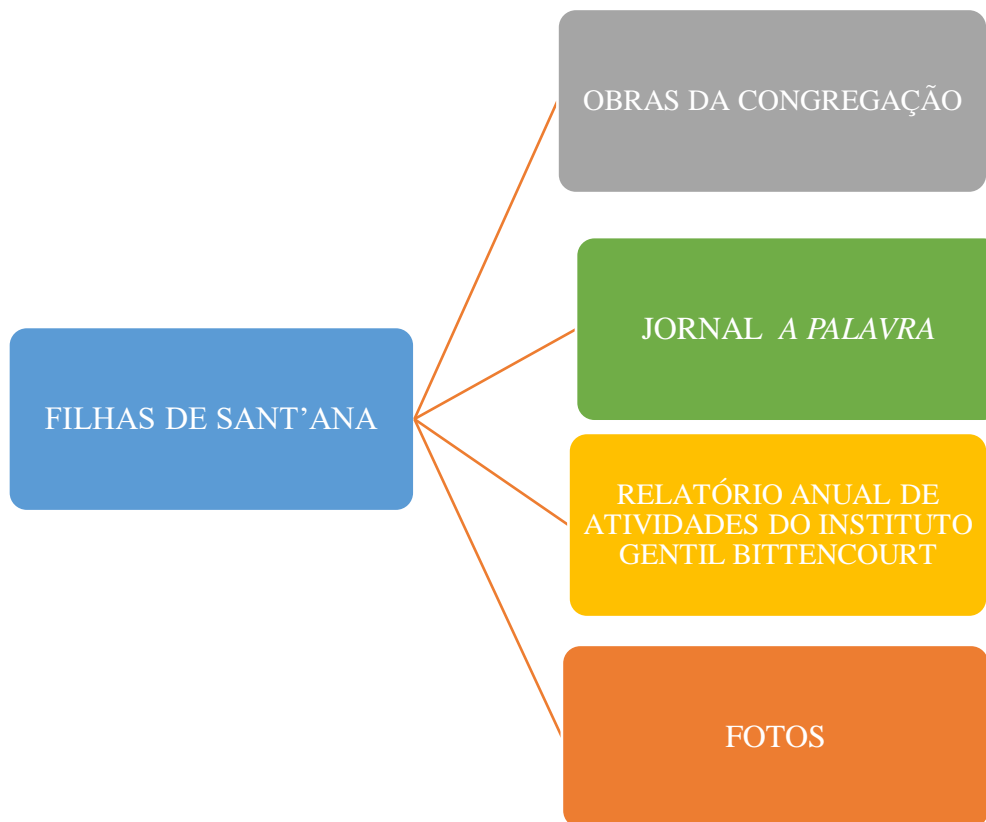 OBRAS DA CONGREGAÇÃO
JORNAL A PALAVRA
FILHAS DE SANT’ANA
RELATÓRIO ANUAL DE
ATIVIDADES DO INSTITUTO
GENTIL BITTENCOURT
FOTOS